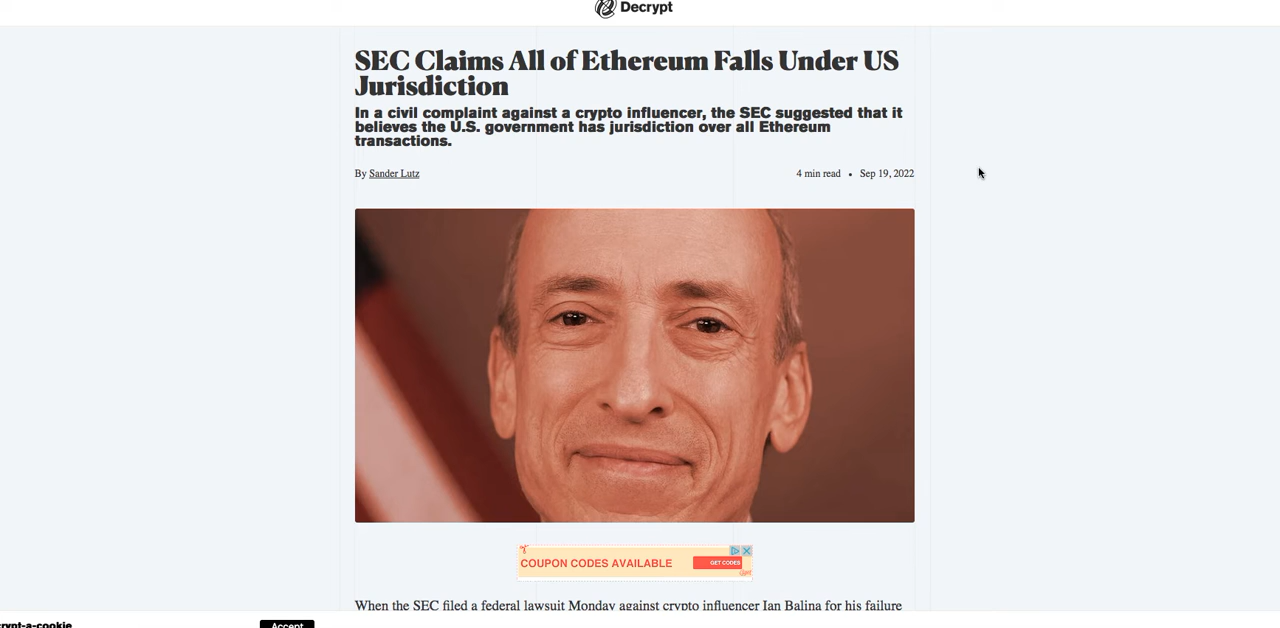 Decrypt
SEC Claims All of Ethereum Falls Under US
Jurisdiction
In a civil complaint against a crypto influencer, the SEC suggested that it
believes the U.S. government has jurisdiction over all Ethereum
transactions.
By Sander Lutz
4 min read • Sep 19, 2022
COUPON CODES AVAILABLE
GET CODES
When the SEC filed a federal lawsuit Monday against crypto influencer Ian Balina for his failure
crypt-a-cookie
Accept